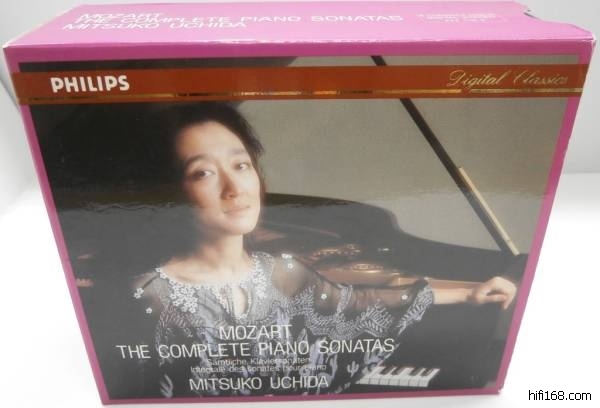 MOZART
THE COMPLETE PIANO SONATAS
MITSUKO UCHIDA
PHILIPS
Digital Classics
MOZART
THE COMPLETE PIANO SONATAS
Sämtliche Klaviersonaten
Intégrale des sonates pour piano
MITSUKO UCHIDA
hifi168.com